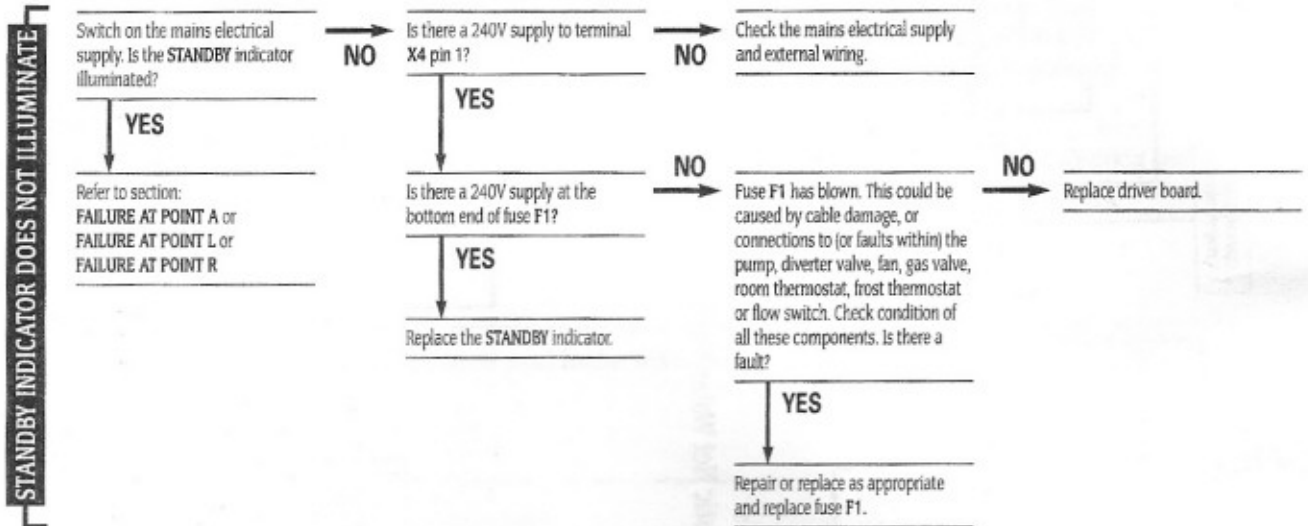 STANDBY INDICATOR DOES NOT ILLUMINATE
Switch on the mains electrical
supply. Is the STANDBY indicator
illuminated?
NO
Is there a 240V supply to terminal
X4 pin 1?
NO
Check the mains electrical supply
and external wiring.
YES
YES
Refer to section:
FAILURE AT POINT A or
FAILURE AT POINT L or
FAILURE AT POINT R
Is there a 240V supply at the
bottom end of fuse F1?
NO
Fuse F1 has blown. This could be
caused by cable damage, or
connections to (or faults within) the
pump, diverter valve, fan, gas valve,
room thermostat, frost thermostat
or flow switch. Check condition of
all these components. Is there a
fault?
NO
Replace driver board.
YES
Replace the STANDBY indicator.
YES
Repair or replace as appropriate
and replace fuse F1.